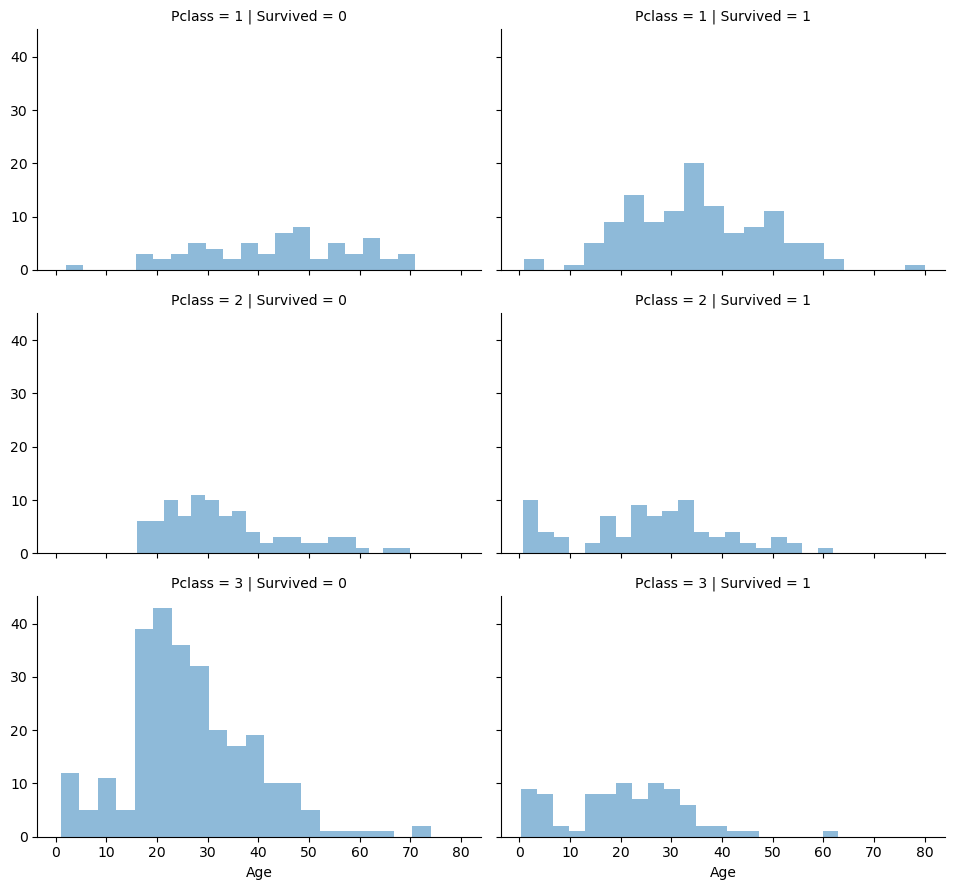 Pclass = 1 | Survived = 0
Pclass = 1 | Survived = 1
40
30
20
10
0
Pclass = 2 | Survived = 0
Pclass = 2 | Survived = 1
40
30
20
10
0
Pclass = 3 | Survived = 0
Pclass = 3 | Survived = 1
40
30
20
10
0
0 10 20 30 40 50 60 70 80
0 10 20 30 40 50 60 70 80
Age
Age